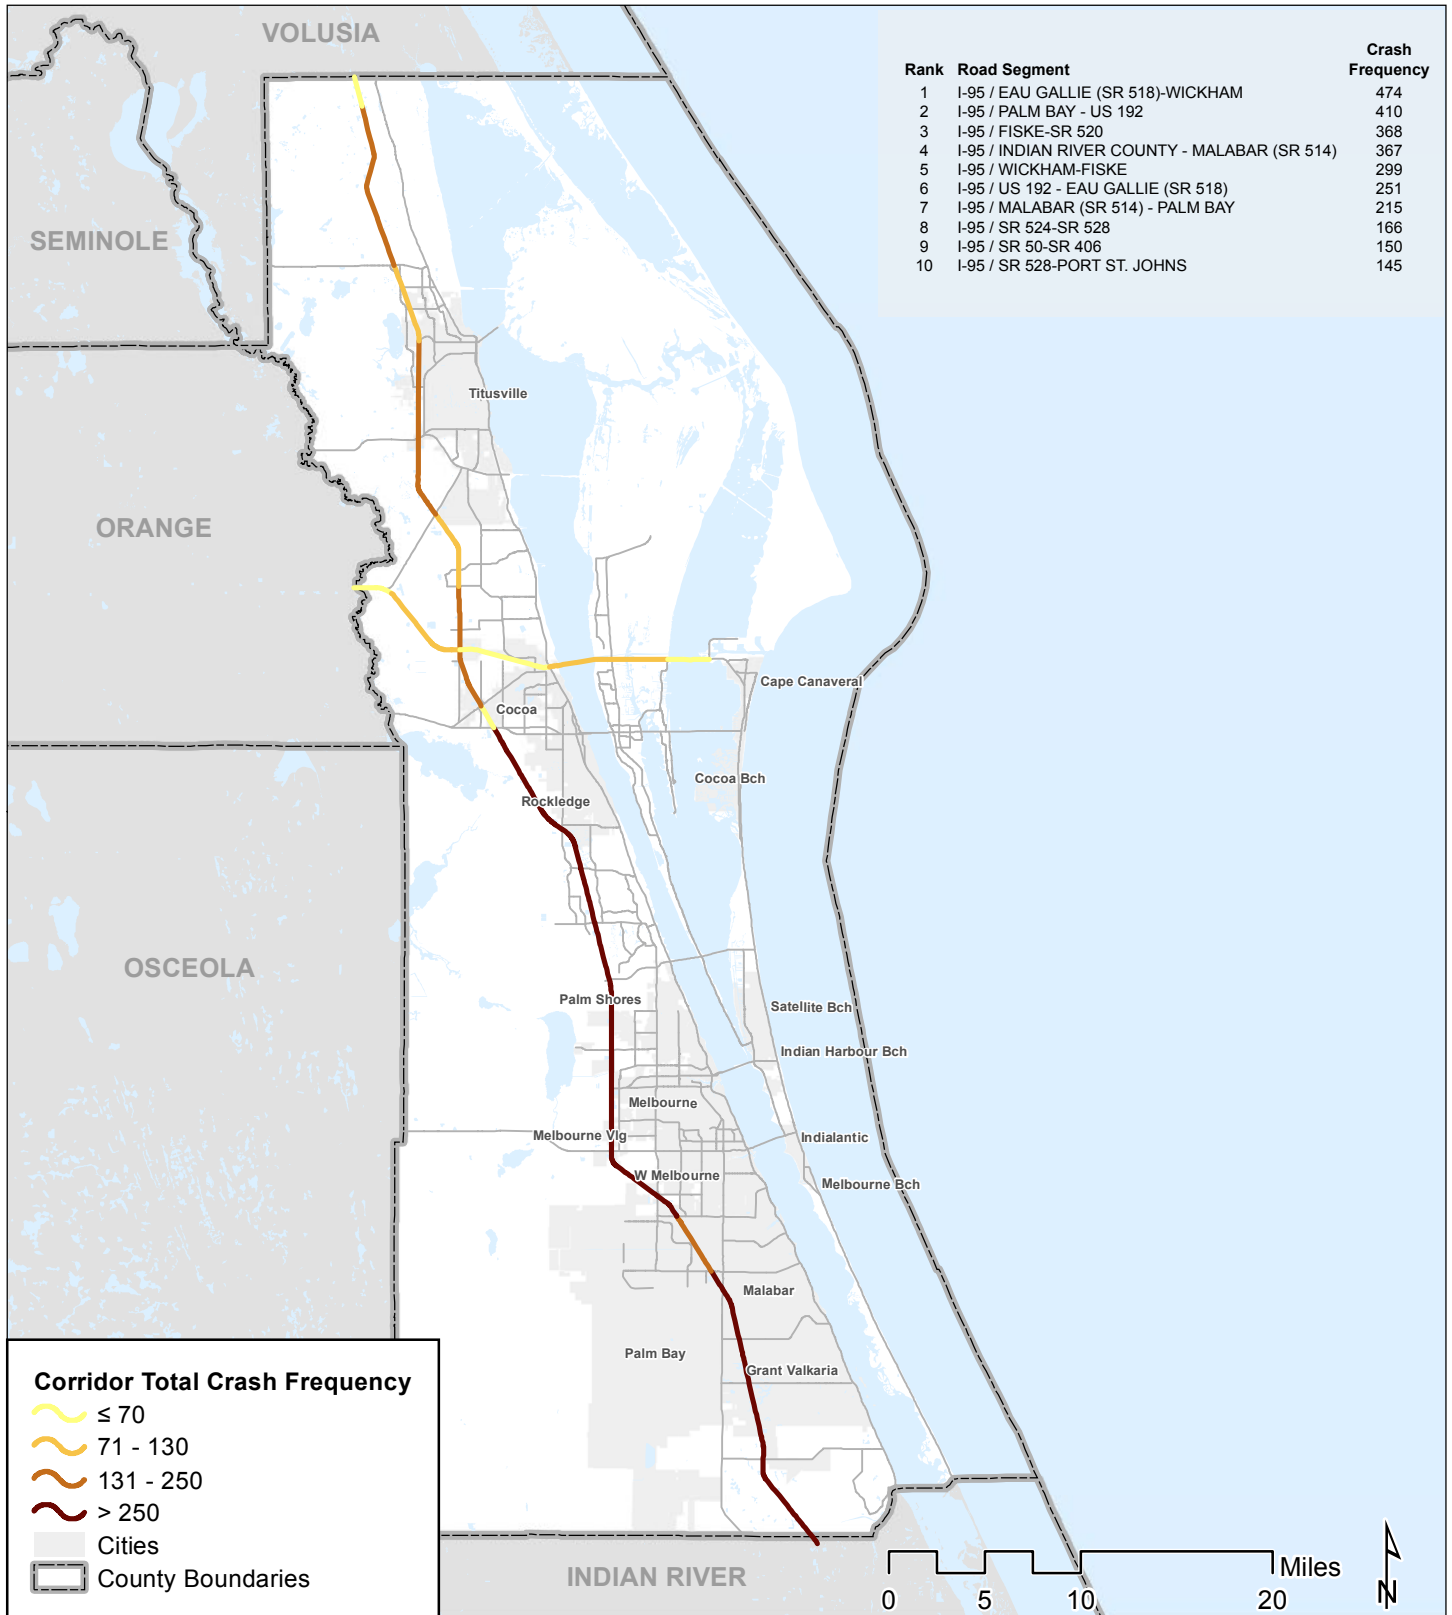 VOLUSIA
Rank Road Segment Crash Frequency
1 I-95 / EAU GALLIE (SR 518)-WICKHAM 474
2 I-95 / PALM BAY - US 192 410
3 I-95 / FISKE-SR 520 368
4 I-95 / INDIAN RIVER COUNTY - MALABAR (SR 514) 367
5 I-95 / WICKHAM-FISKE 299
6 I-95 / US 192 - EAU GALLIE (SR 518) 251
7 I-95 / MALABAR (SR 514) - PALM BAY 215
8 I-95 / SR 524-SR 528 166
9 I-95 / SR 50-SR 406 150
10 I-95 / SR 528-PORT ST. JOHNS 145
SEMINOLE
Titusville
ORANGE
Cape Canaveral
Cocoa
Cocoa Bch
Rockledge
OSCEOLA
Palm Shores
Satellite Bch
Indian Harbour Bch
Melbourne
Melbourne Vlg
Indialantic
W Melbourne
Melbourne Bch
Malabar
Palm Bay
Grant Valkaria
Corridor Total Crash Frequency
≤ 70
71 - 130
131 - 250
> 250
Cities
County Boundaries
INDIAN RIVER
Miles
0 5 10 20
N